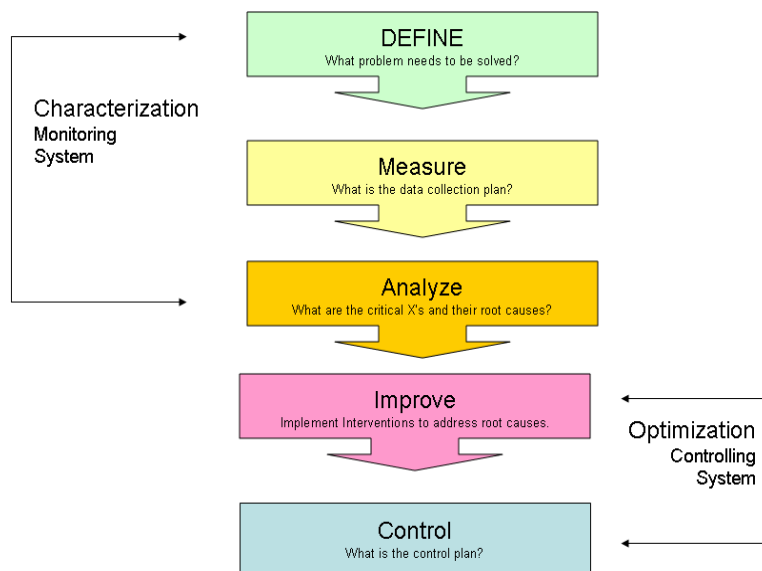 DEFINE
What problem needs to be solved?
Characterization
Monitoring
System
Measure
What is the data collection plan?
Analyze
What are the critical X's and their root causes?
Improve
Implement Interventions to address root causes.
Optimization
Controlling
System
Control
What is the control plan?